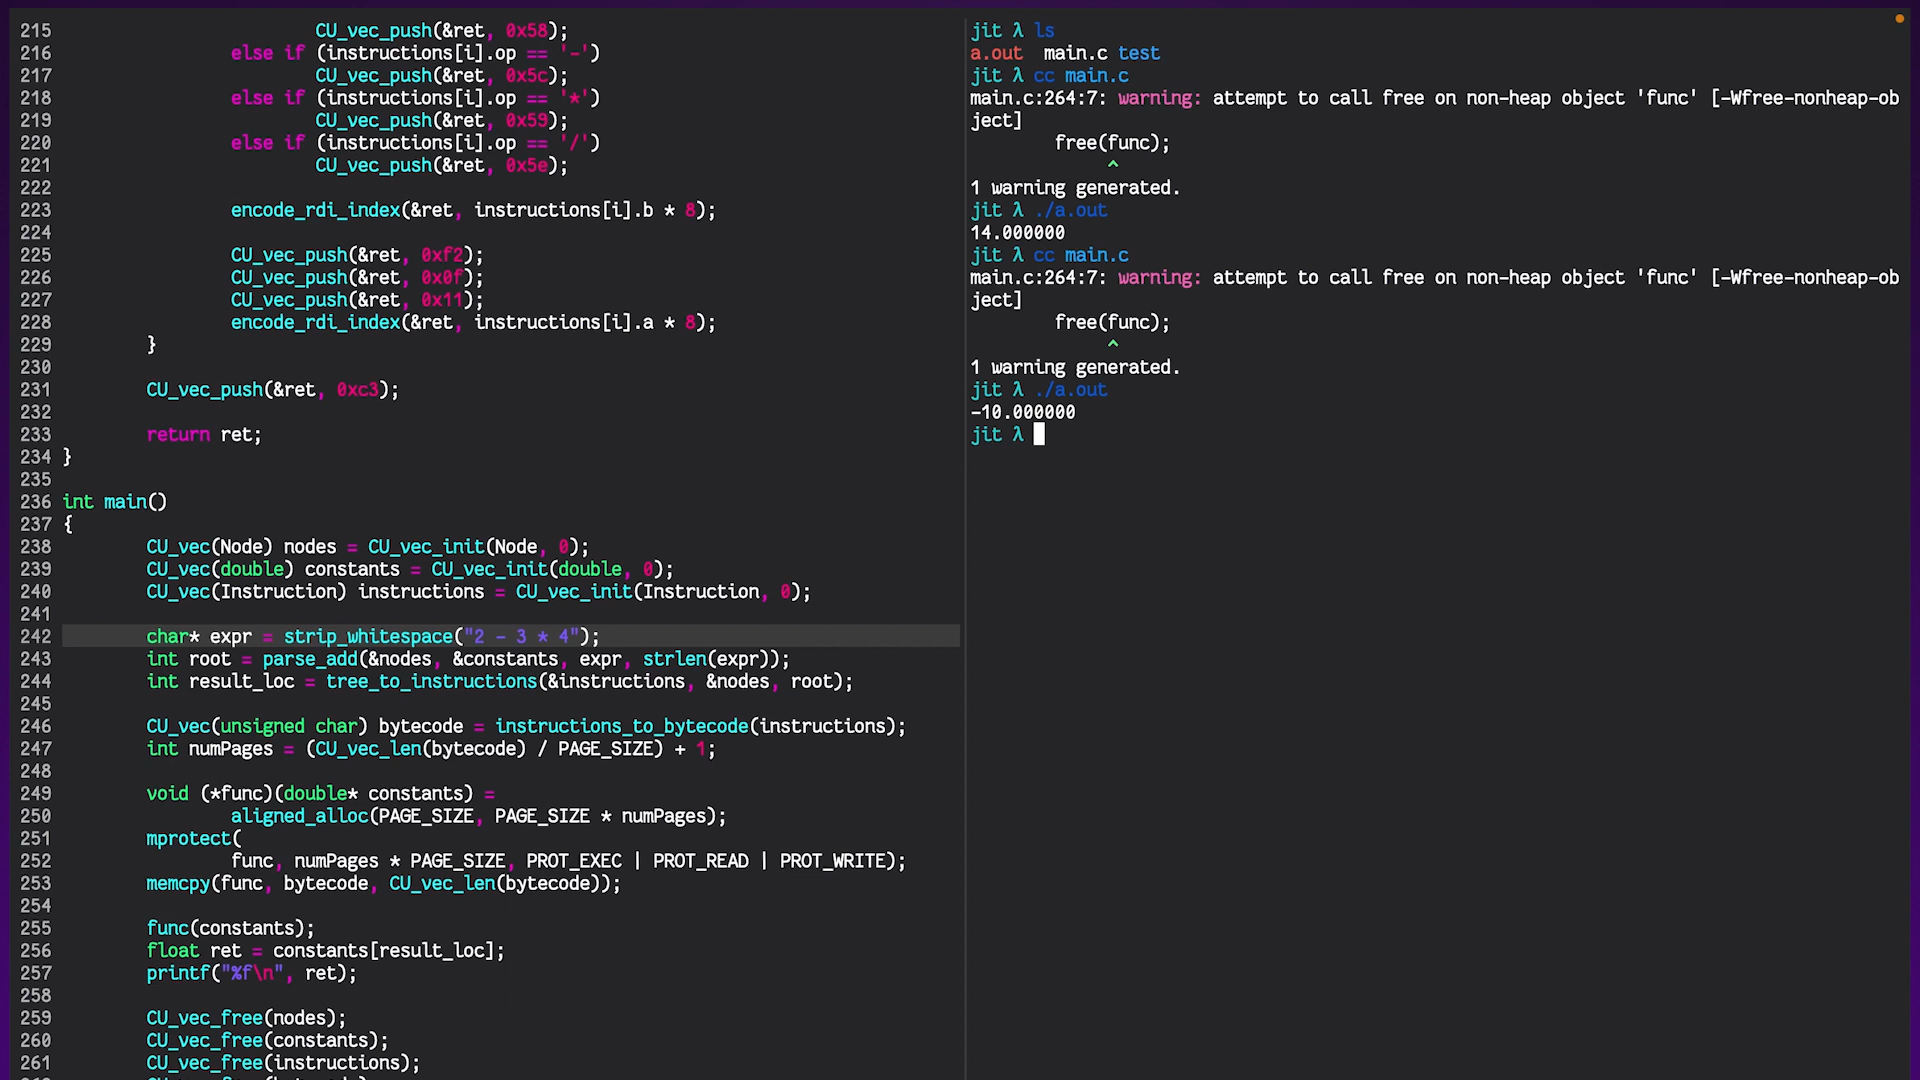 215 CU_vec_push(&ret, 0x58);
216 else if (instructions[i].op == '-')
217 CU_vec_push(&ret, 0x5c);
218 else if (instructions[i].op == '*')
219 CU_vec_push(&ret, 0x59);
220 else if (instructions[i].op == '/')
221 CU_vec_push(&ret, 0x5e);
222
223 encode_rdi_index(&ret, instructions[i].b * 8);
224
225 CU_vec_push(&ret, 0xf2);
226 CU_vec_push(&ret, 0x0f);
227 CU_vec_push(&ret, 0x11);
228 encode_rdi_index(&ret, instructions[i].a * 8);
229 }
230
231 CU_vec_push(&ret, 0xc3);
232
233 return ret;
234 }
235
236 int main()
237 {
238 CU_vec(Node) nodes = CU_vec_init(Node, 0);
239 CU_vec(double) constants = CU_vec_init(double, 0);
240 CU_vec(Instruction) instructions = CU_vec_init(Instruction, 0);
241
242 char* expr = strip_whitespace("2 - 3 * 4");
243 int root = parse_add(&nodes, &constants, expr, strlen(expr));
244 int result_loc = tree_to_instructions(&instructions, &nodes, root);
245
246 CU_vec(unsigned char) bytecode = instructions_to_bytecode(instructions);
247 int numPages = (CU_vec_len(bytecode) / PAGE_SIZE) + 1;
248
249 void (*func)(double* constants) =
250 aligned_alloc(PAGE_SIZE, PAGE_SIZE * numPages);
251 mprotect(
252 func, numPages * PAGE_SIZE, PROT_EXEC | PROT_READ | PROT_WRITE);
253 memcpy(func, bytecode, CU_vec_len(bytecode));
254
255 func(constants);
256 float ret = constants[result_loc];
257 printf("%f\n", ret);
258
259 CU_vec_free(nodes);
260 CU_vec_free(constants);
261 CU_vec_free(instructions);
jit λ ls
a.out main.c test
jit λ cc main.c
main.c:264:7: warning: attempt to call free on non-heap object 'func' [-Wfree-nonheap-ob
ject]
free(func);
^
1 warning generated.
jit λ ./a.out
14.000000
jit λ cc main.c
main.c:264:7: warning: attempt to call free on non-heap object 'func' [-Wfree-nonheap-ob
ject]
free(func);
^
1 warning generated.
jit λ ./a.out
-10.000000
jit λ